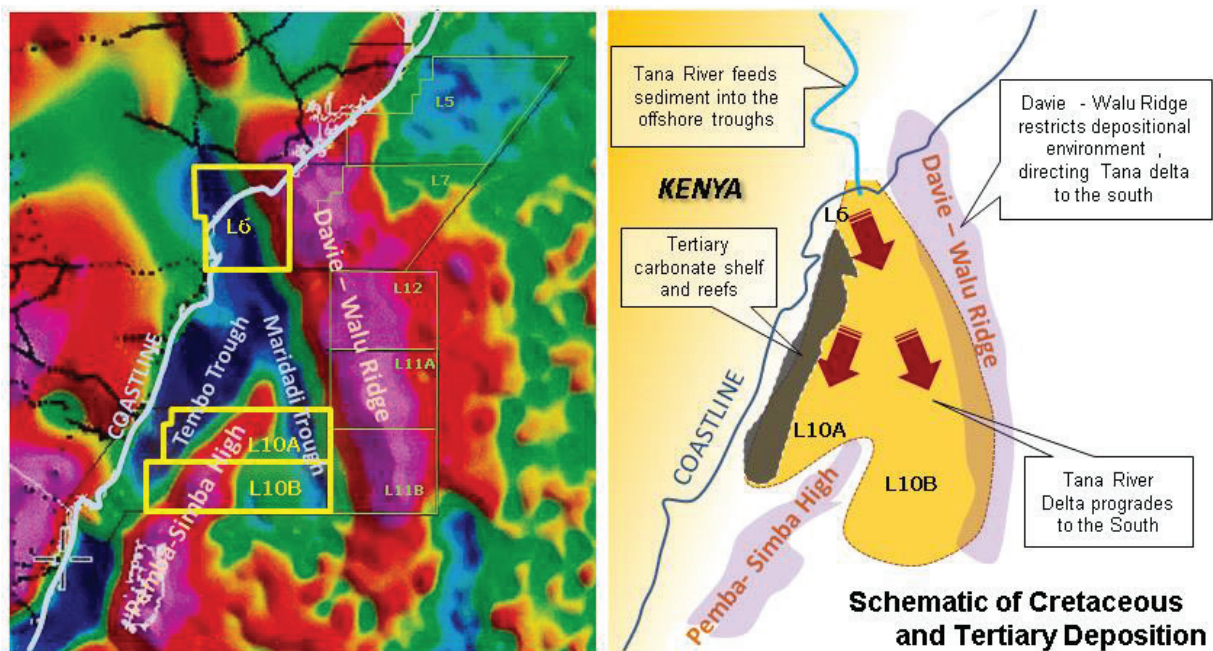 L5
L7
L6
Davie – Walu Ridge
L12
L11A
L11B
COASTLINE
Tembo Trough
Maridadi Trough
L10A
L10B
Pemba-Simba High
Tana River feeds
sediment into the
offshore troughs
Davie - Walu Ridge
restricts depositional
environment ,
directing Tana delta
to the south
KENYA
L6
Davie – Walu Ridge
Tertiary
carbonate shelf
and reefs
COASTLINE
L10A
L10B
Pemba- Simba High
Tana River
Delta progrades
to the South
Schematic of Cretaceous
and Tertiary Deposition